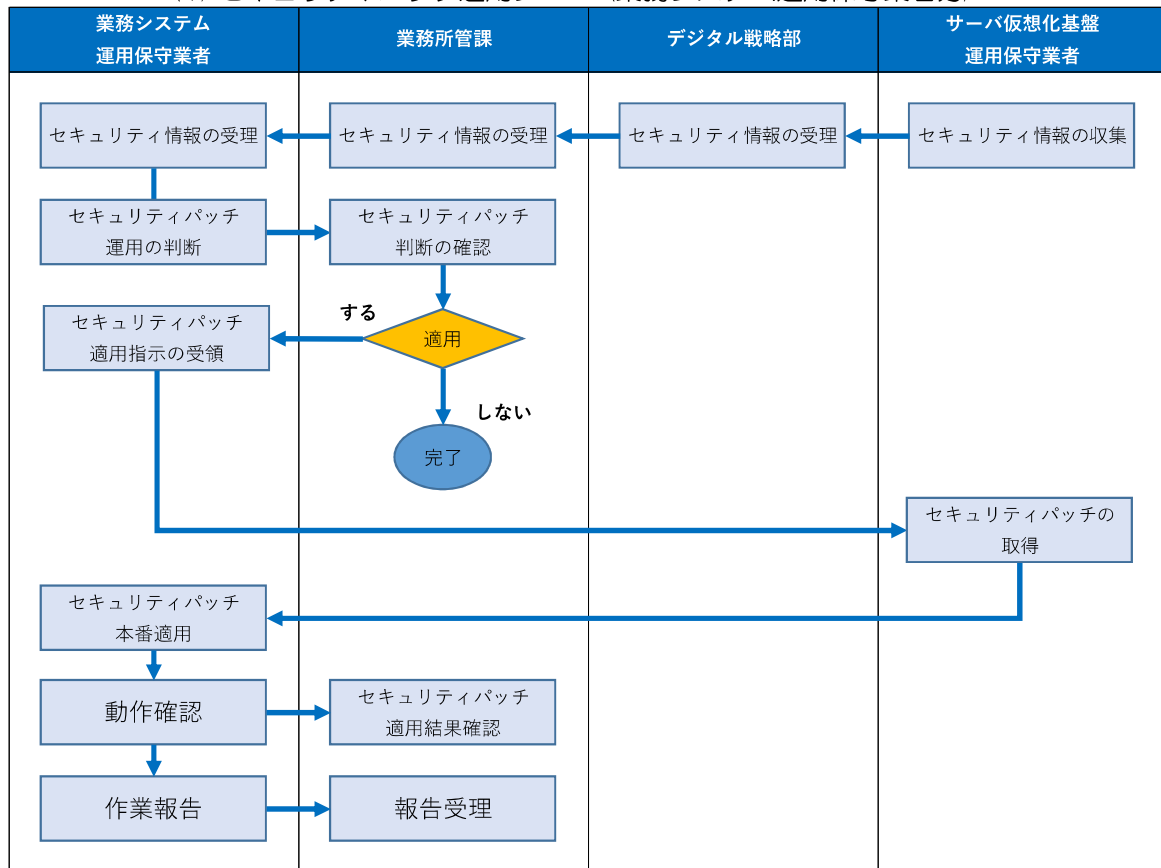 業務システム
運用保守業者
業務所管課
デジタル戦略部
サーバ仮想化基盤
運用保守業者
セキュリティ情報の受理
セキュリティ情報の受理
セキュリティ情報の受理
セキュリティ情報の収集
セキュリティパッチ
運用の判断
セキュリティパッチ
判断の確認
する
セキュリティパッチ
適用指示の受領
適用
しない
完了
セキュリティパッチの
取得
セキュリティパッチ
本番適用
動作確認
セキュリティパッチ
適用結果確認
作業報告
報告受理